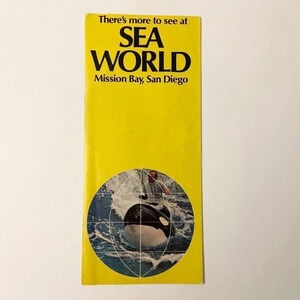 There's more to see at
SEA
WORLD
Mission Bay, San Diego